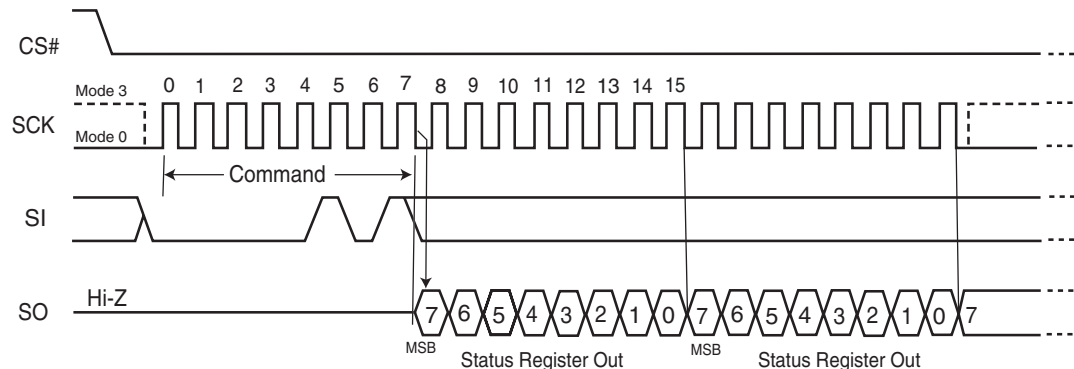 CS#
Mode 3
0 1 2 3 4 5 6 7 8 9 10 11 12 13 14 15
SCK
Mode 0
Command
SI
Hi-Z
SO
7 6 5 4 3 2 1 0 7 6 5 4 3 2 1 0 7
MSB
MSB
Status Register Out
Status Register Out